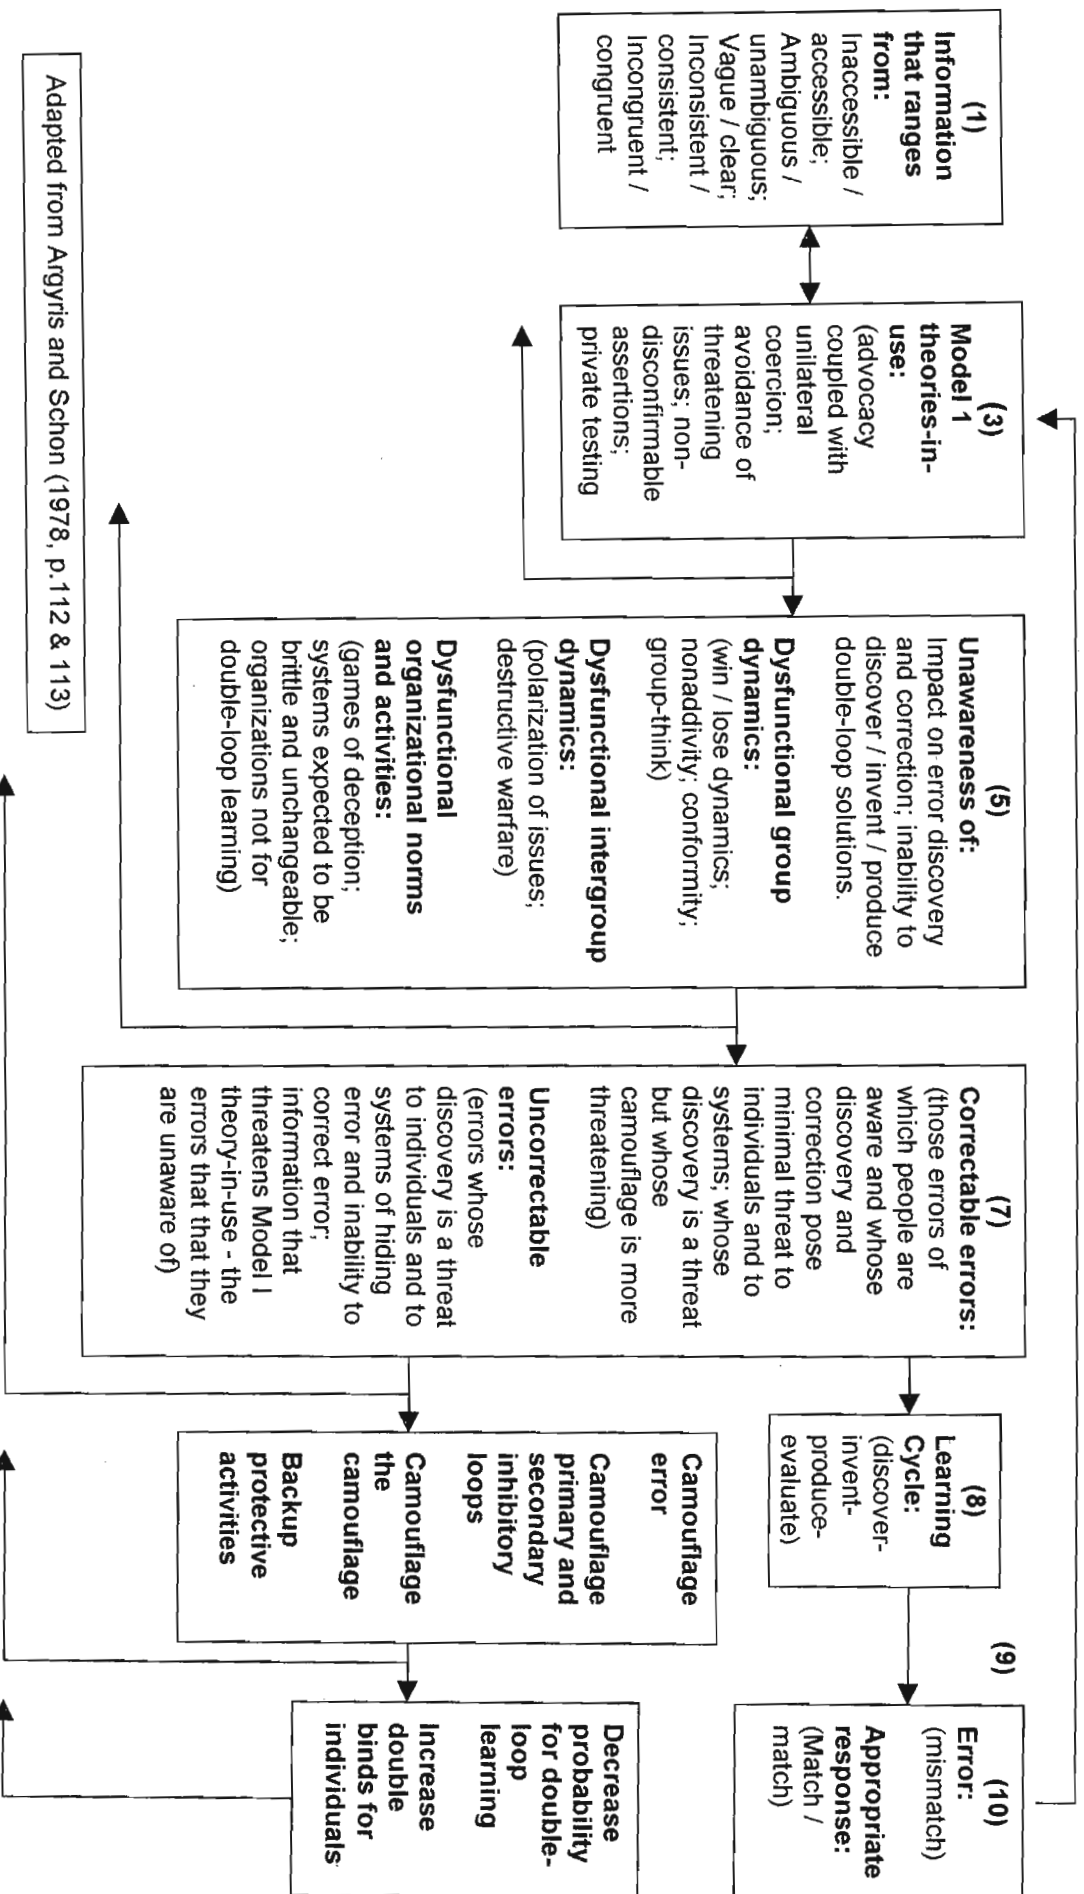 (1)
Information
that ranges
from:
Inaccessible /
accessible;
Ambiguous /
unambiguous;
Vague / clear;
Inconsistent /
consistent;
Incongruent /
congruent
(3)
Model 1
theories-in-
use:
(advocacy
coupled with
unilateral
coercion;
avoidance of
threatening
issues; non-
disconfirmable
assertions;
private testing
(5)
Unawareness of:
Impact on error discovery
and correction; inability to
discover / invent / produce
double-loop solutions.
Dysfunctional group
dynamics:
(win / lose dynamics;
nonaddivity; conformity;
group-think)
Dysfunctional intergroup
dynamics:
(polarization of issues;
destructive warfare)
Dysfunctional
organizational norms
and activities:
(games of deception;
systems expected to be
brittle and unchangeable;
organizations not for
double-loop learning)
(7)
Correctable errors:
(those errors of
which people are
aware and whose
discovery and
correction pose
minimal threat to
individuals and to
systems; whose
discovery is a threat
but whose
camouflage is more
threatening)
Uncorrectable
errors:
(errors whose
discovery is a threat
to individuals and to
systems of hiding
error and inability to
correct error;
information that
threatens Model I
theory-in-use - the
errors that that they
are unaware of)
(8)
Learning
Cycle:
(discover-
invent-
produce-
evaluate)
Camouflage
error
Camouflage
primary and
secondary
inhibitory
loops
Camouflage
the
camouflage
Backup
protective
activities
(9)
(10)
Error:
(mismatch)
Appropriate
response:
(Match /
match)
Decrease
probability
for double-
loop
learning
Increase
double
binds for
individuals
Adapted from Argyris and Schon (1978, p.112 & 113)